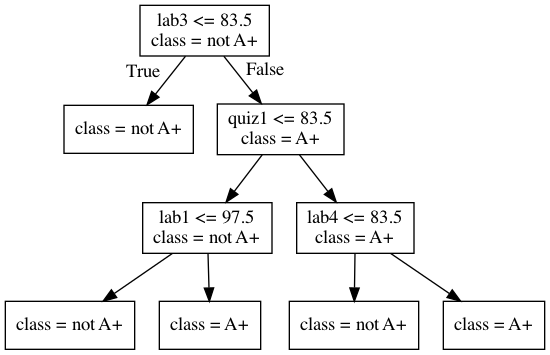 lab3 <= 83.5
class = not A+
True
False
class = not A+
quiz1 <= 83.5
class = A+
lab1 <= 97.5
class = not A+
lab4 <= 83.5
class = A+
class = not A+
class = A+
class = not A+
class = A+